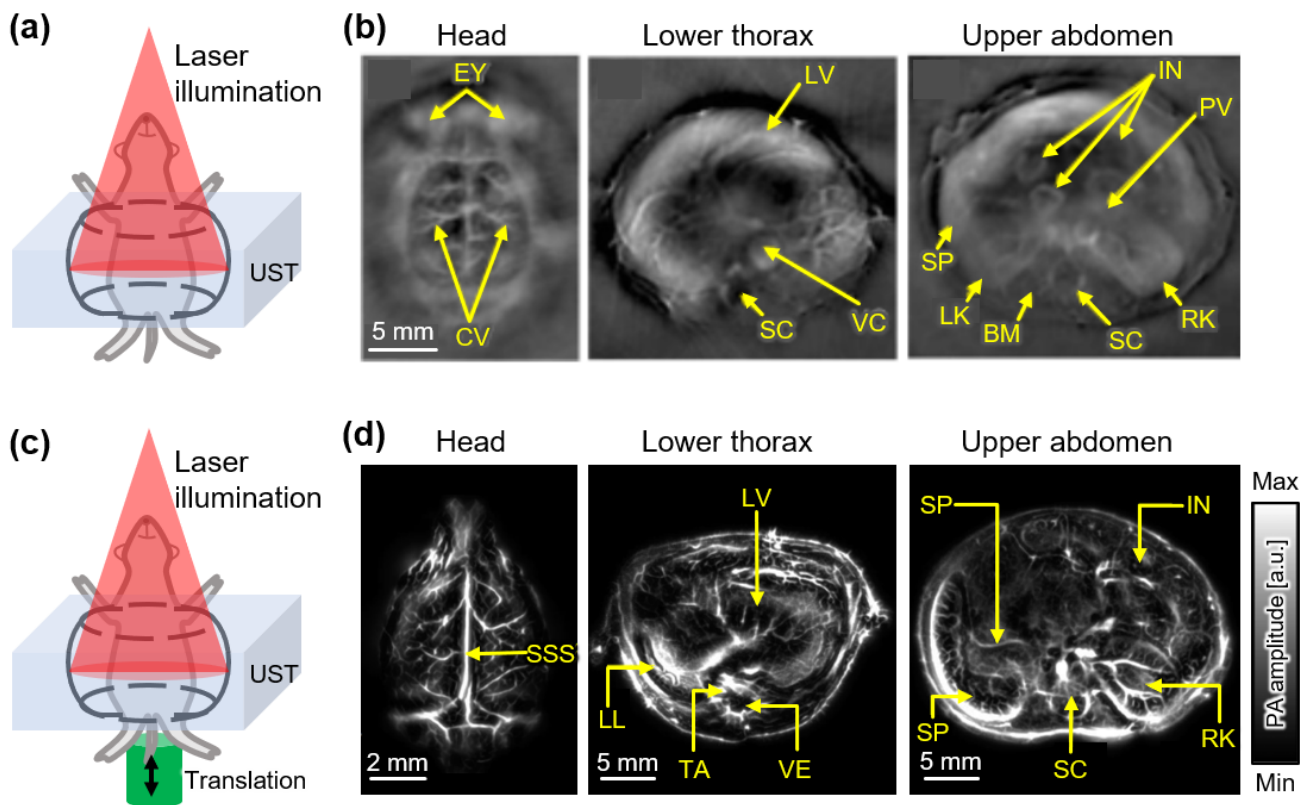 (a)
Laser
illumination
UST
(b)
Head
Lower thorax
Upper abdomen
EY
CV
5 mm
LV
SC
VC
IN
PV
SP
LK
BM
SC
RK
(c)
Laser
illumination
UST
Translation
(d)
Head
Lower thorax
Upper abdomen
SSS
2 mm
LV
LL
TA
VE
5 mm
SP
IN
SP
SC
RK
5 mm
Max
PA amplitude [a.u.]
Min